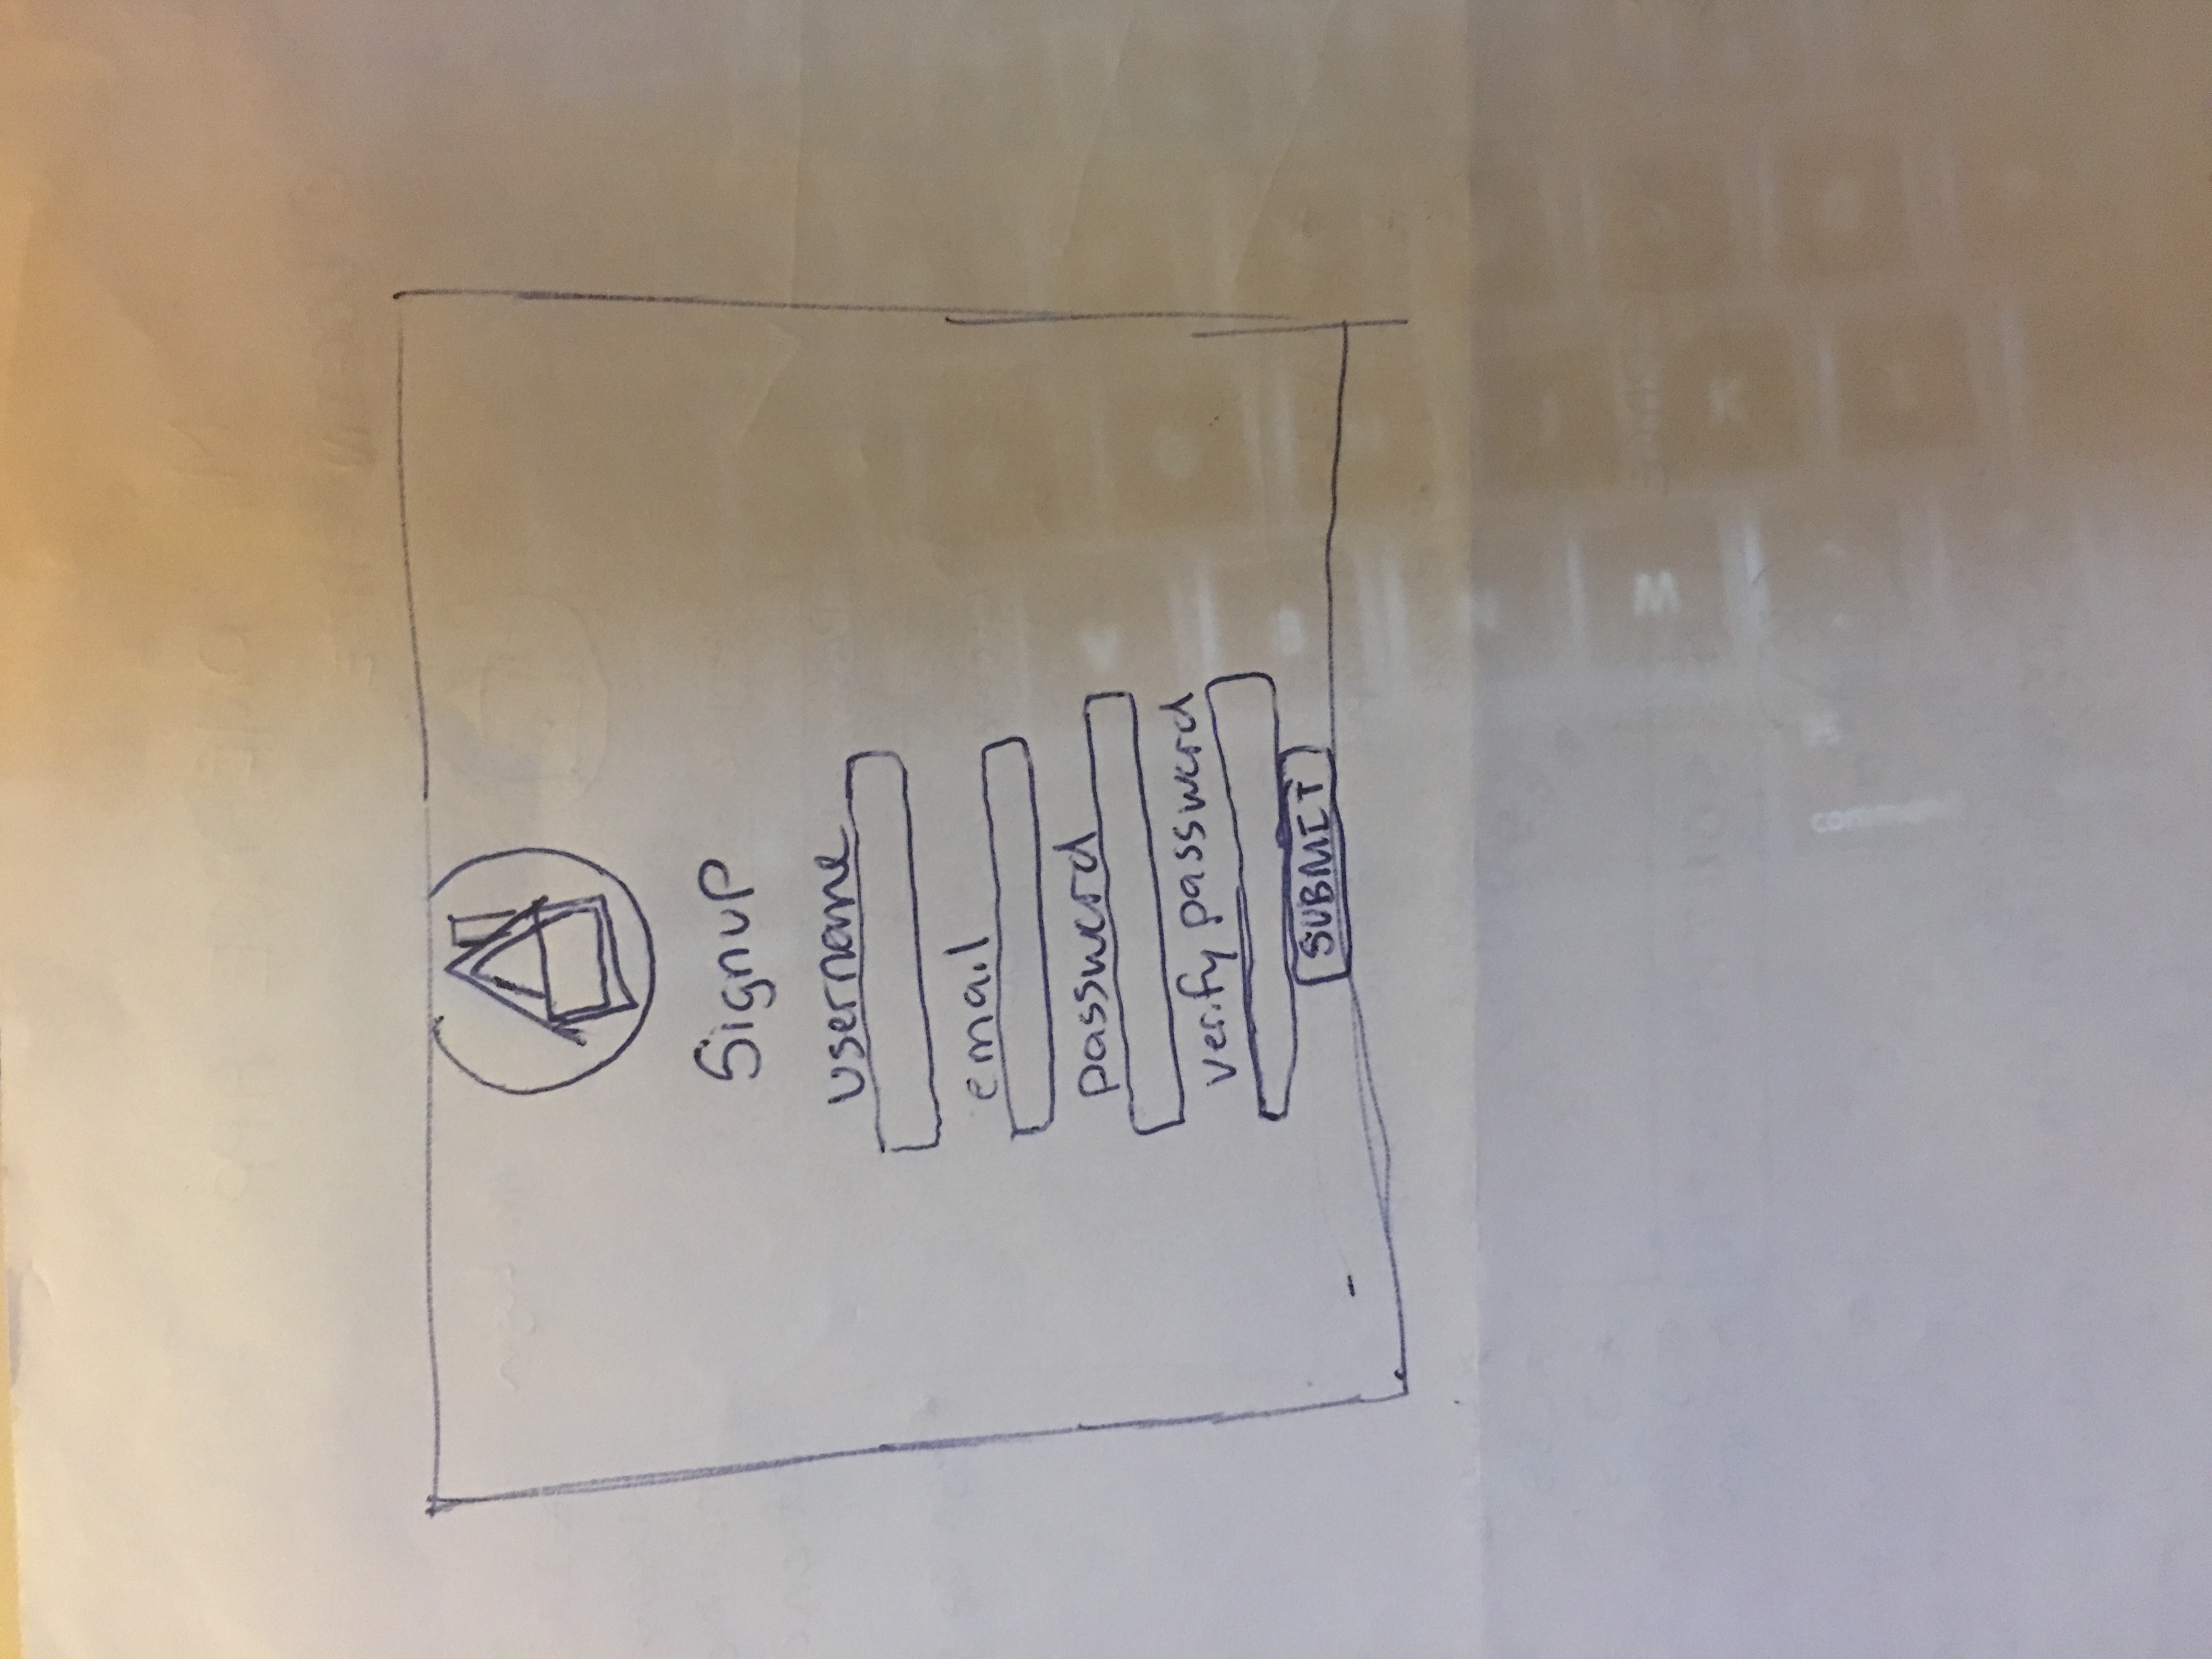 Signup
username
email
password
verify password
SUBMIT